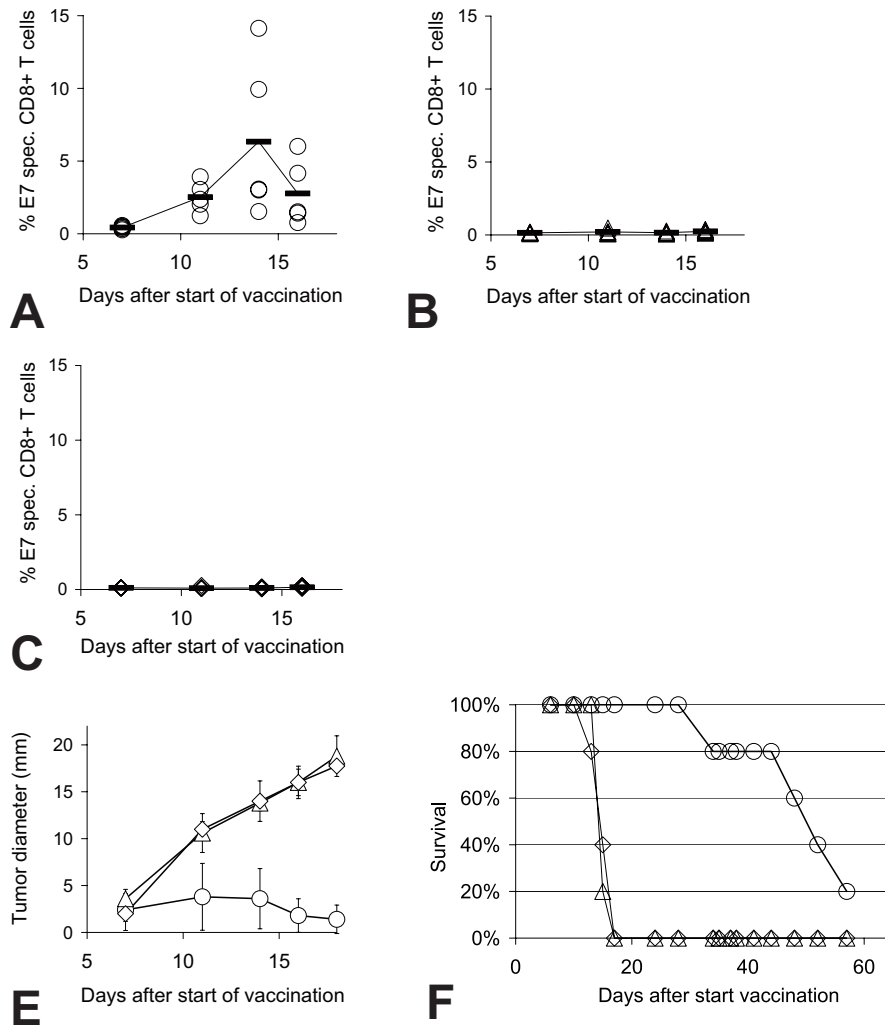 15
10
5
0
5
10
15
% E7 spec. CD8+ T cells
Days after start of vaccination
A
15
10
5
0
5
10
15
% E7 spec. CD8+ T cells
Days after start of vaccination
B
15
10
5
0
5
10
15
% E7 spec. CD8+ T cells
Days after start of vaccination
C
20
15
10
5
0
5
10
15
Tumor diameter (mm)
Days after start of vaccination
E
100%
80%
60%
40%
20%
0%
0
20
40
60
Survival
Days after start vaccination
F